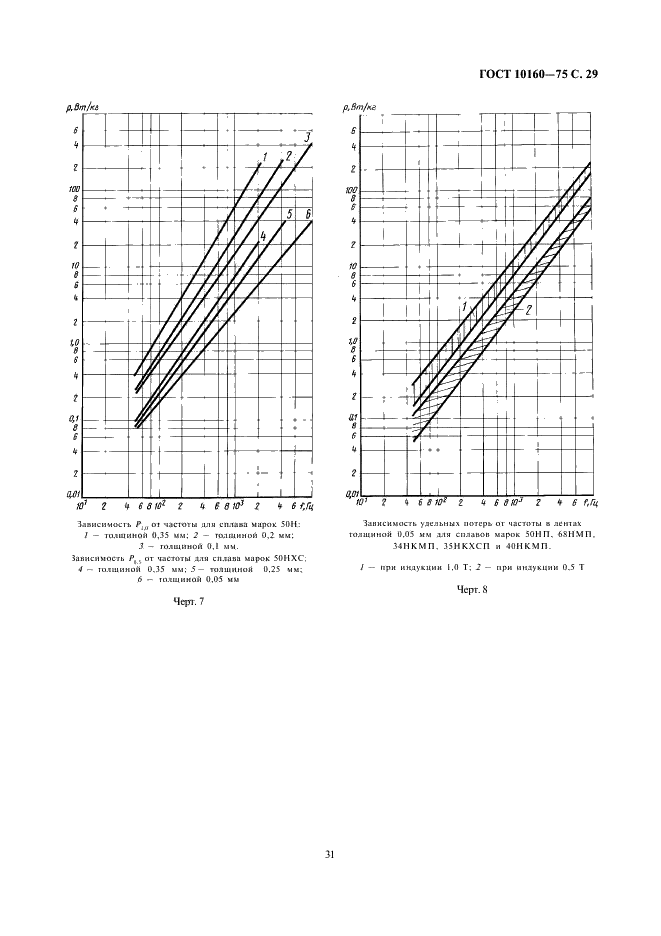 ГОСТ 10160—75 С. 29
p, Вт/кг
6
4
2
100
8
6
4
2
10
8
6
4
2
1,0
8
6
4
2
0,1
8
6
4
2
0,01
10¹ 2 4 6 8 10² 2 4 6 8 10³ 2 4 6 f, Гц
1 2 3
4 5 6
Зависимость P1,0 от частоты для сплава марок 50Н:
1 — толщиной 0,35 мм; 2 — толщиной 0,2 мм;
3 — толщиной 0,1 мм.
Зависимость P0,5 от частоты для сплава марок 50НХС;
4 — толщиной 0,35 мм; 5 — толщиной 0,25 мм;
6 — толщиной 0,05 мм
Черт. 7
p, Вт/кг
6
4
2
100
8
6
4
2
10
8
6
4
2
1,0
8
6
4
2
0,1
8
6
4
2
0,01
10¹ 2 4 6 8 10² 2 4 6 8 10³ 2 4 6 f, Гц
1
2
Зависимость удельных потерь от частоты в лентах
толщиной 0,05 мм для сплавов марок 50НП, 68НМП,
34НКМП, 35НКХСП и 40НКМП.
1 — при индукции 1,0 Т; 2 — при индукции 0,5 Т
Черт. 8
31